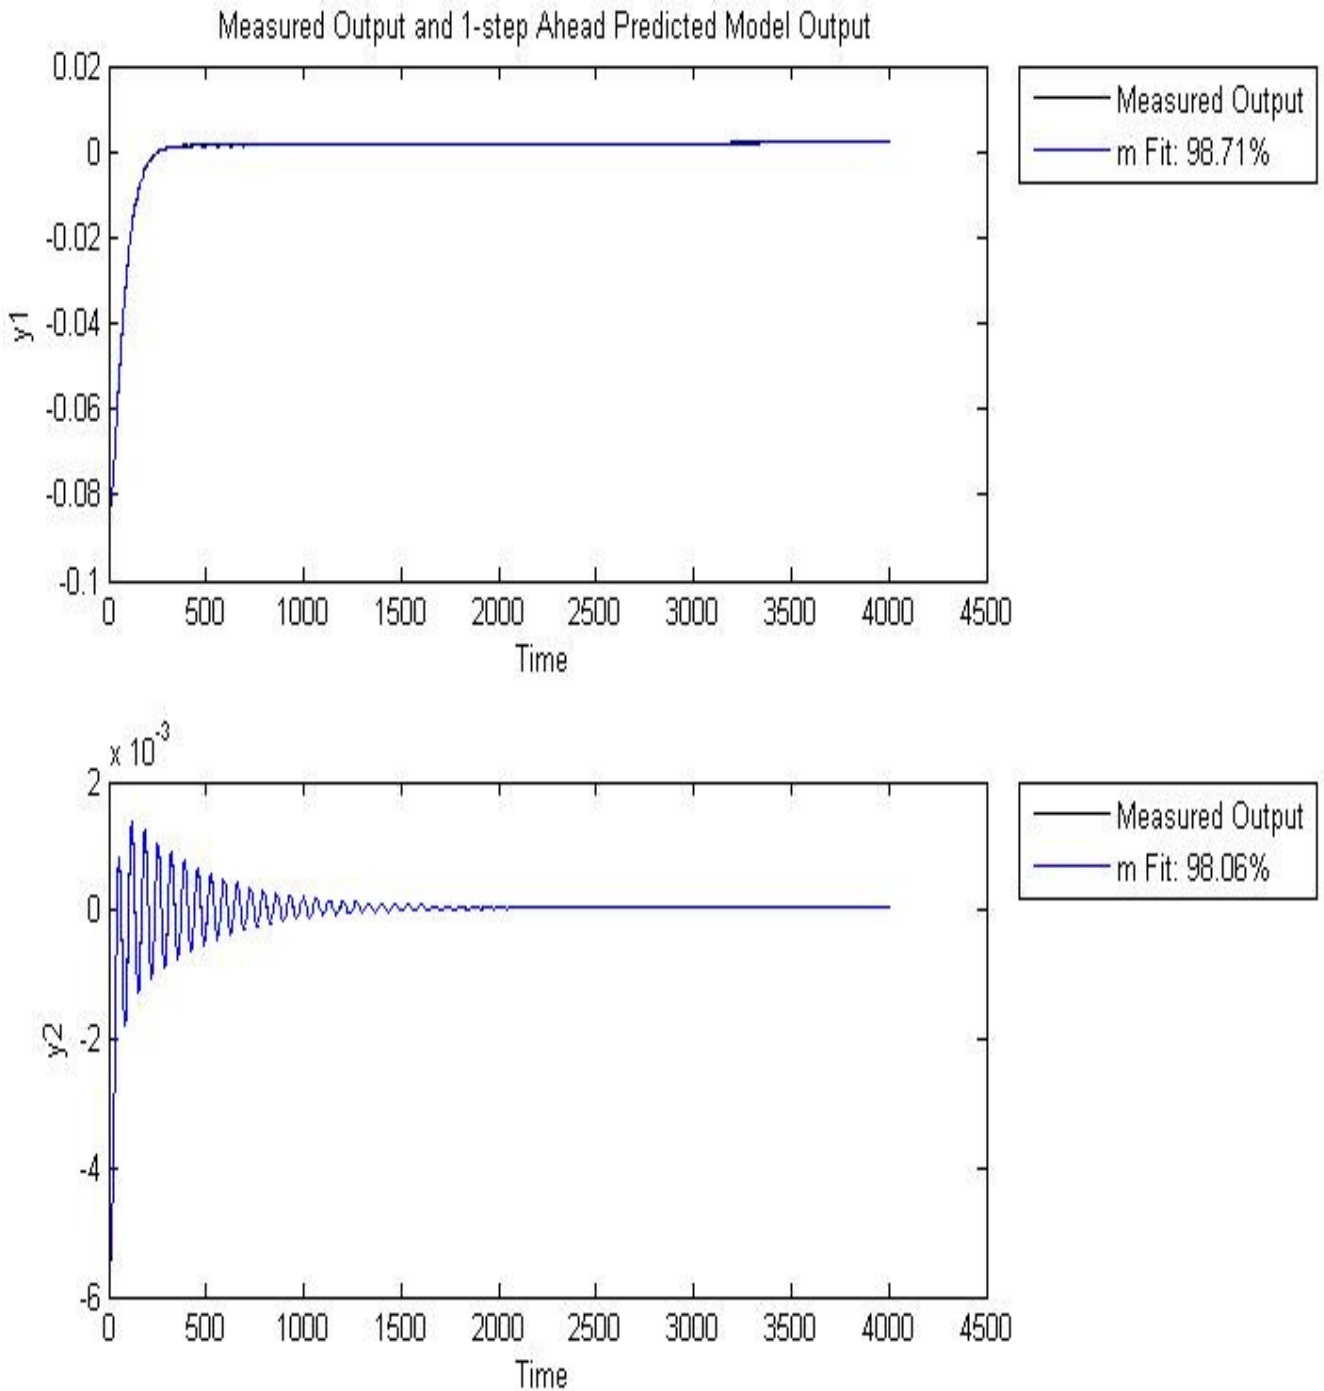 Measured Output and 1-step Ahead Predicted Model Output
0.02
0
-0.02
-0.04
-0.06
-0.08
-0.1
y1
0 500 1000 1500 2000 2500 3000 3500 4000 4500
Time
Measured Output
m Fit: 98.71%
x 10-3
2
0
-2
-4
-6
y2
0 500 1000 1500 2000 2500 3000 3500 4000 4500
Time
Measured Output
m Fit: 98.06%